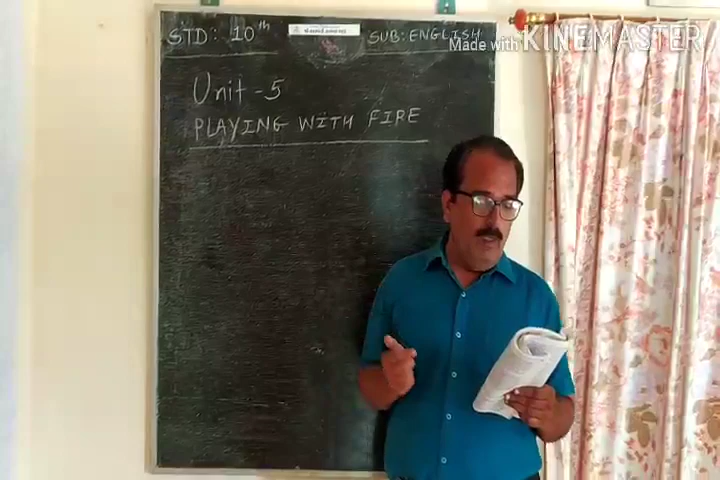 STD: 10th SUB: ENGLISH
Made with KINEMASTER
Unit - 5
PLAYING WITH FIRE